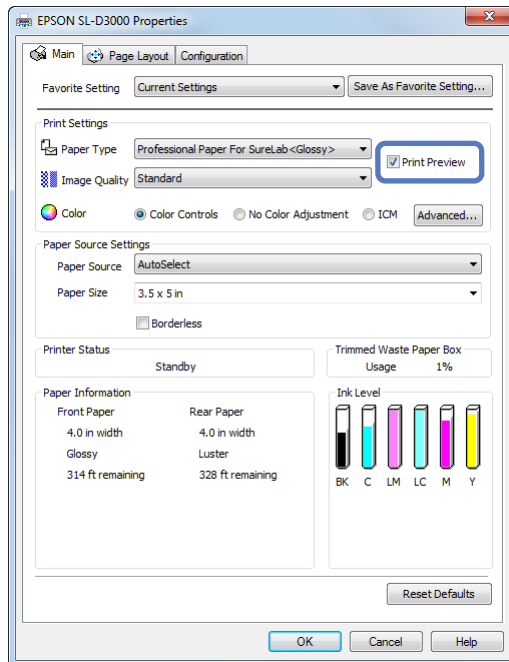 EPSON SL-D3000 Properties
Main Page Layout Configuration
Favorite Setting Current Settings Save As Favorite Setting...
Print Settings
Paper Type Professional Paper For SureLab<Glossy> Print Preview
Image Quality Standard
Color Color Controls No Color Adjustment ICM Advanced...
Paper Source Settings
Paper Source AutoSelect
Paper Size 3.5 x 5 in
Borderless
Printer Status Trimmed Waste Paper Box
Standby Usage 1%
Paper Information Ink Level
Front Paper Rear Paper
4.0 in width 4.0 in width
Glossy Luster
314 ft remaining 328 ft remaining
BK C LM LC M Y
Reset Defaults
OK Cancel Help